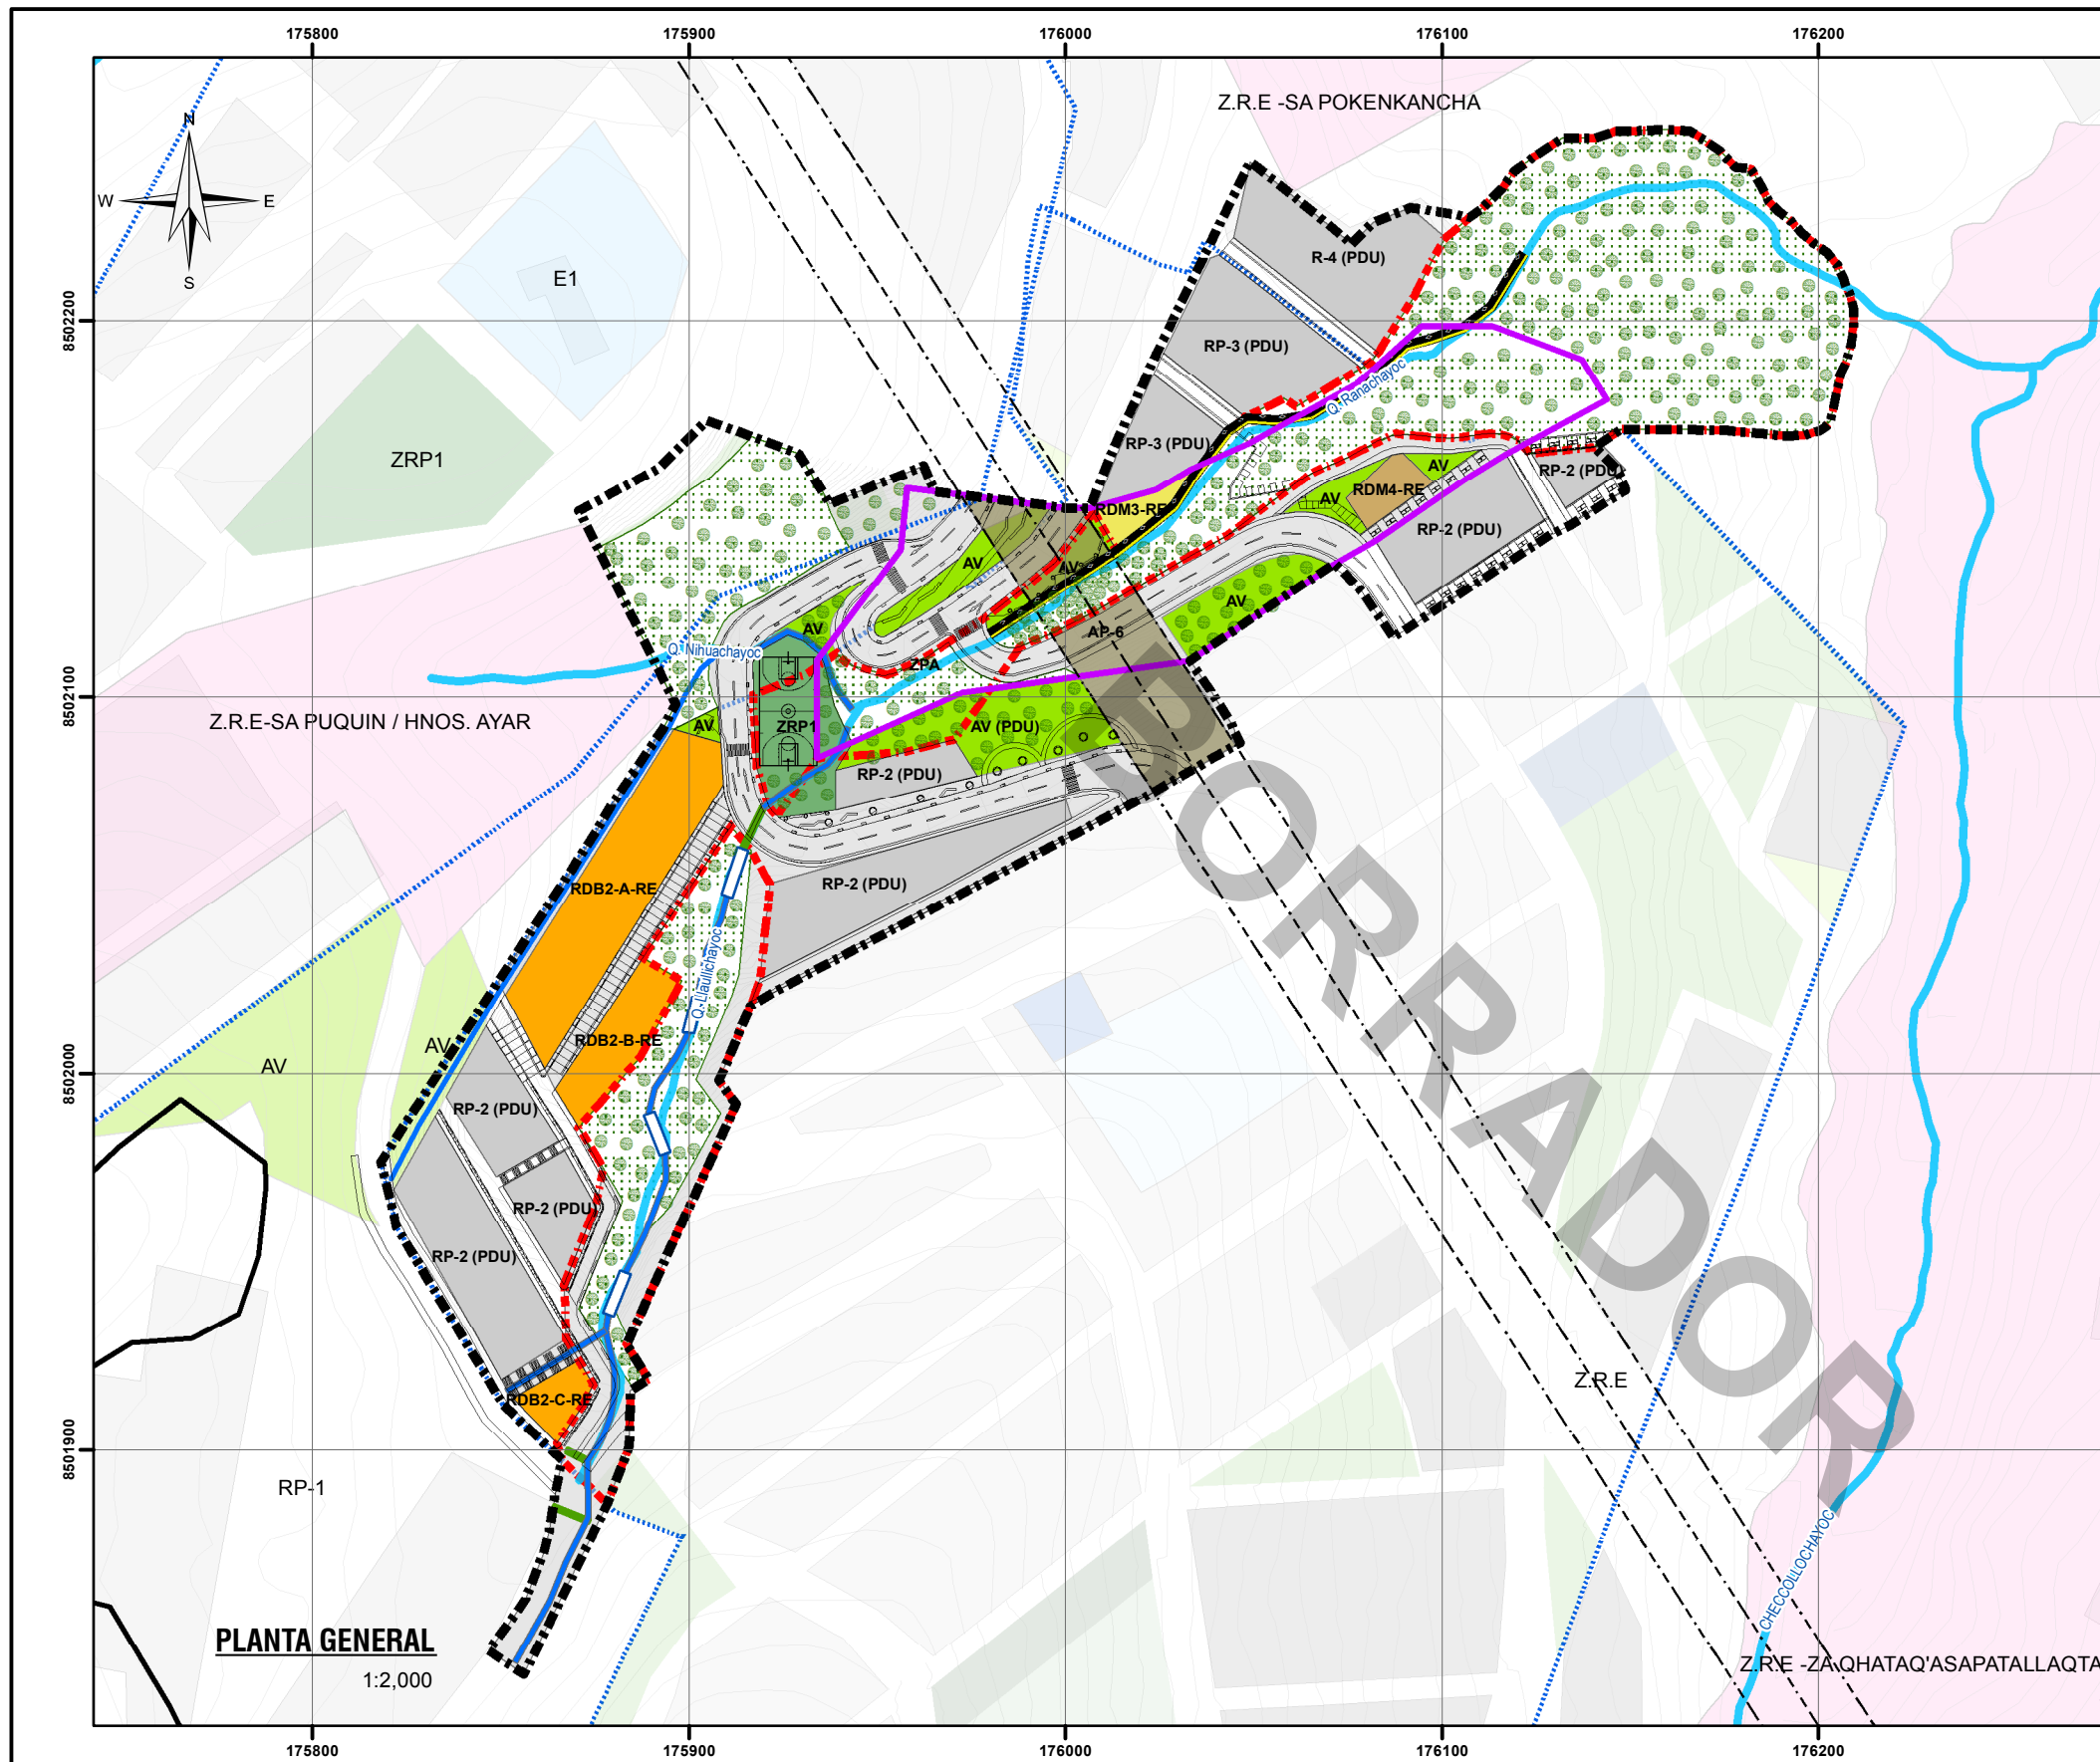 175800
175900
176000
176100
176200
Z.R.E -SA POKENKANCHA
N
W
E
S
E1
R-4 (PDU)
8502200
RP-3 (PDU)
Q. Ranachayoc
ZRP1
RP-3 (PDU)
AV
RP-2 (PDU)
RDM4-RE
AV
RDM3-RE
RP-2 (PDU)
AV
AV
AV
AV
AP-6
Q. Nihuachayoc
ZPA
8502100
Z.R.E-SA PUQUIN / HNOS. AYAR
AV
ZRP1
AV (PDU)
RP-2 (PDU)
RDB2-A-RE
RP-2 (PDU)
Q. Llaullichayoc
RDB2-B-RE
AV
AV
8502000
RP-2 (PDU)
RP-2 (PDU)
RP-2 (PDU)
BORRADOR
Z.R.E
RDB2-C-RE
8501900
RP-1
CHECCOLLOCHAYOC
PLANTA GENERAL
1:2,000
Z.R.E -ZA QHATAQ'ASAPATALLAQTA
175800
175900
176000
176100
176200